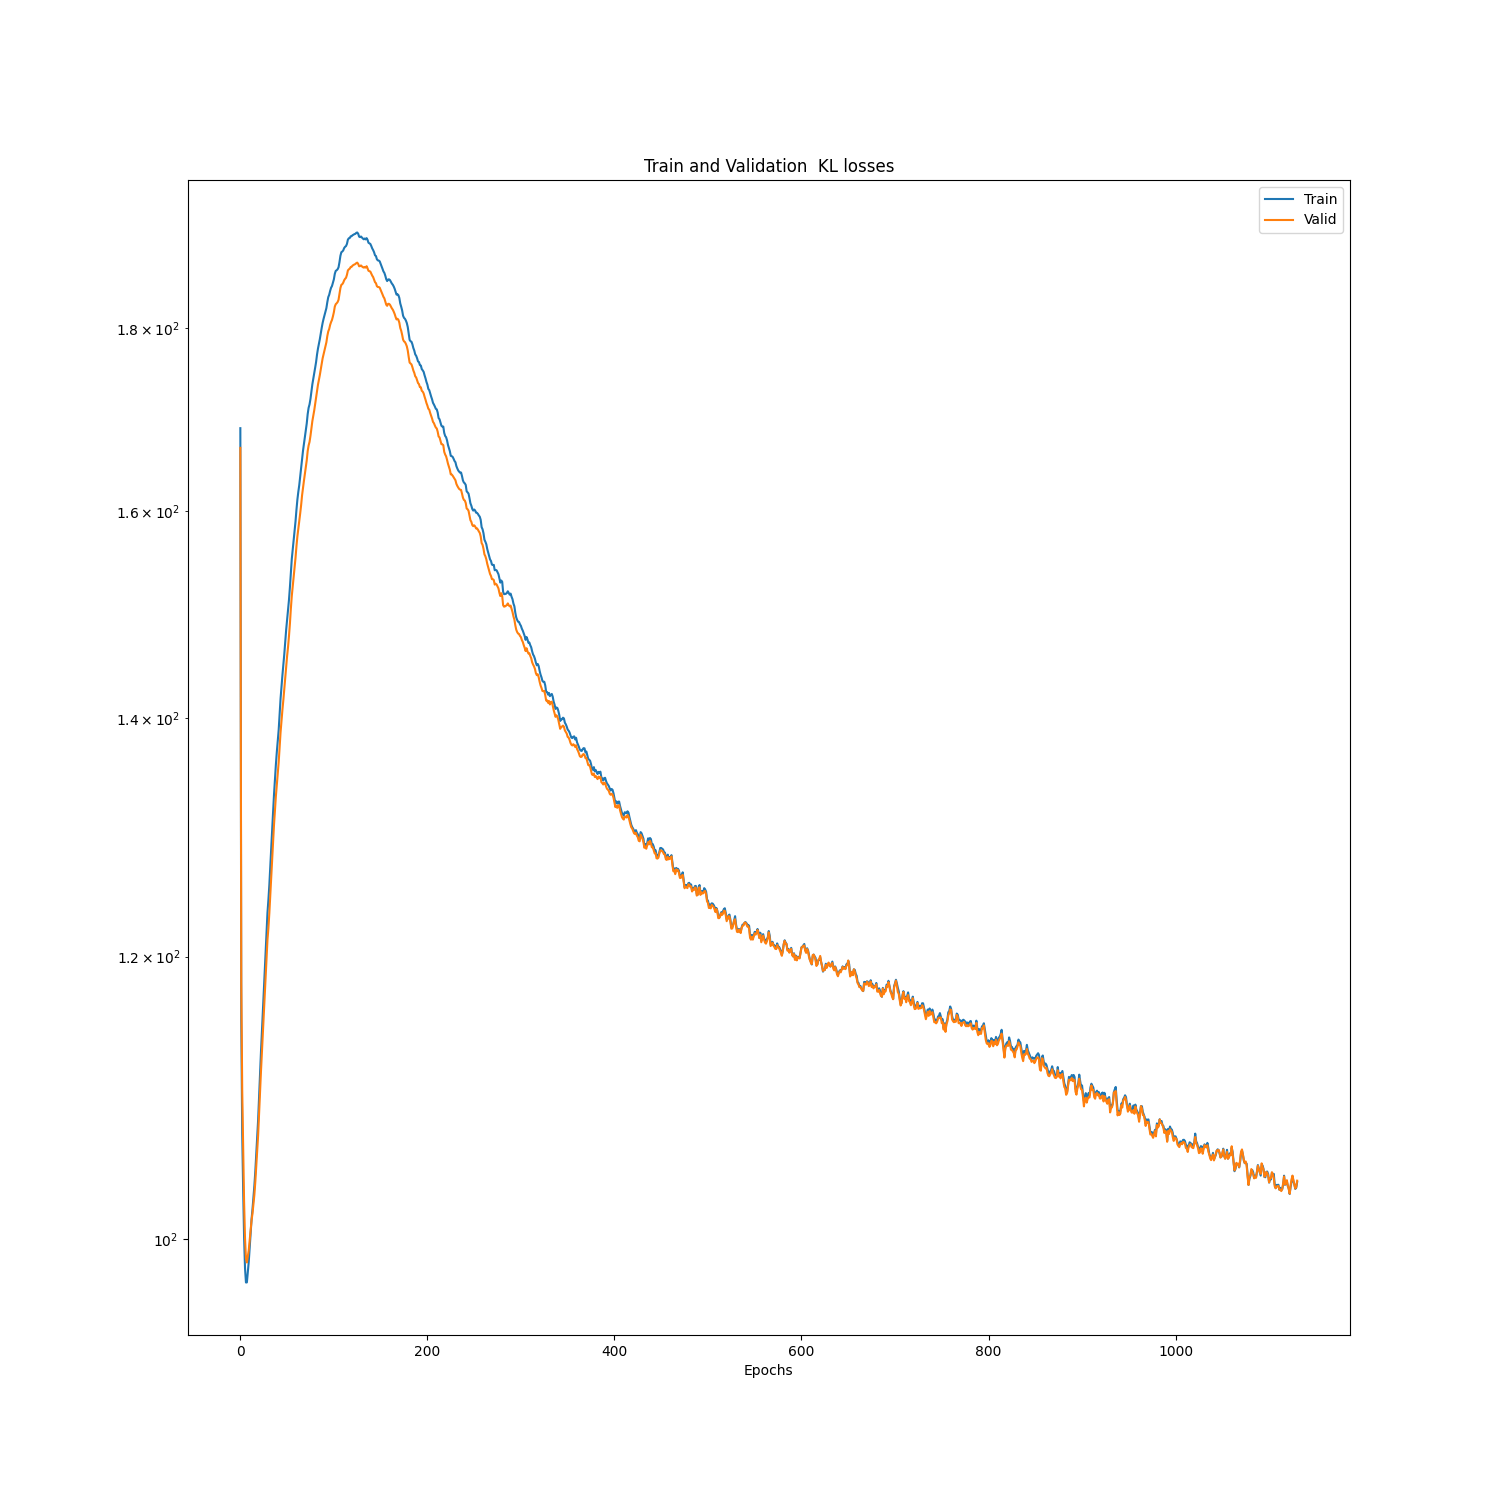 Train and Validation  KL losses
Train
Valid
1.8 × 10²
1.6 × 10²
1.4 × 10²
1.2 × 10²
10²
0 200 400 600 800 1000
Epochs